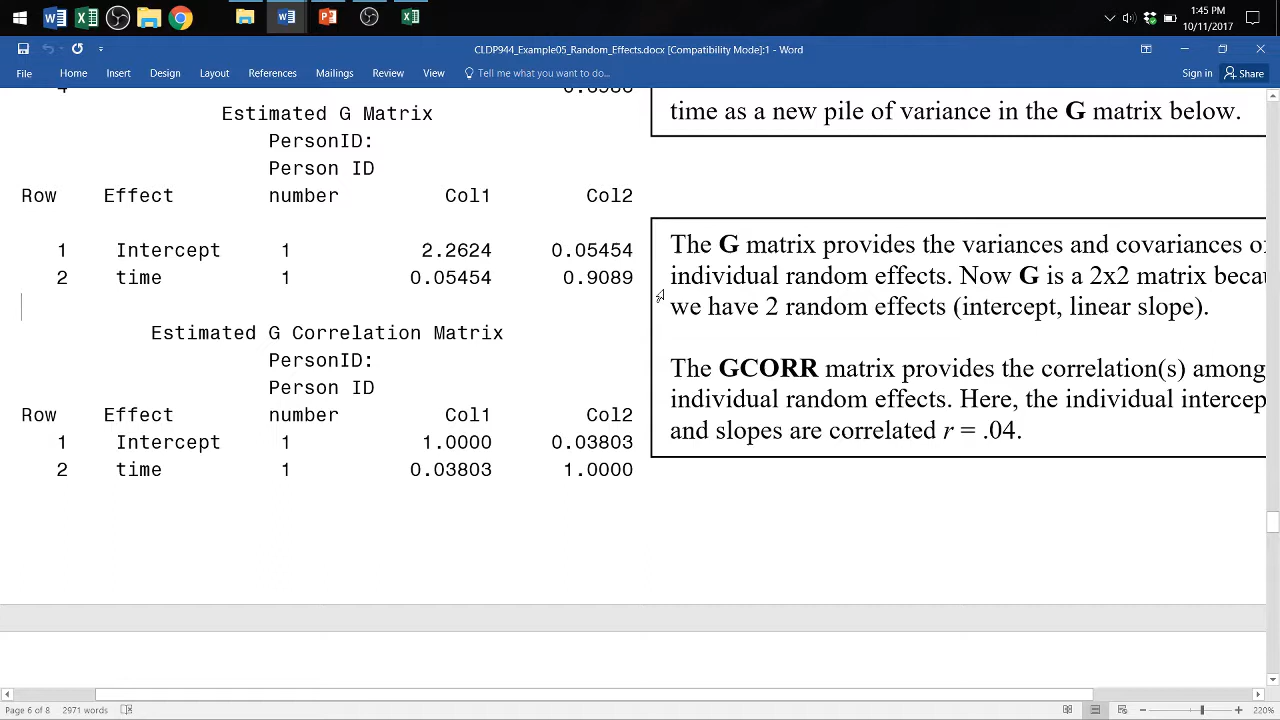 1:45 PM
10/11/2017
CLDP944_Example05_Random_Effects.docx [Compatibility Mode]:1 - Word
File Home Insert Design Layout References Mailings Review View Tell me what you want to do... Sign in Share
Estimated G Matrix
PersonID:
Person ID
Row Effect number Col1 Col2
1 Intercept 1 2.2624 0.05454
2 time 1 0.05454 0.9089
Estimated G Correlation Matrix
PersonID:
Person ID
Row Effect number Col1 Col2
1 Intercept 1 1.0000 0.03803
2 time 1 0.03803 1.0000
time as a new pile of variance in the G matrix below.
The G matrix provides the variances and covariances of
individual random effects. Now G is a 2x2 matrix beca
we have 2 random effects (intercept, linear slope).
The GCORR matrix provides the correlation(s) among
individual random effects. Here, the individual intercep
and slopes are correlated r = .04.
Page 6 of 8 2971 words 220%